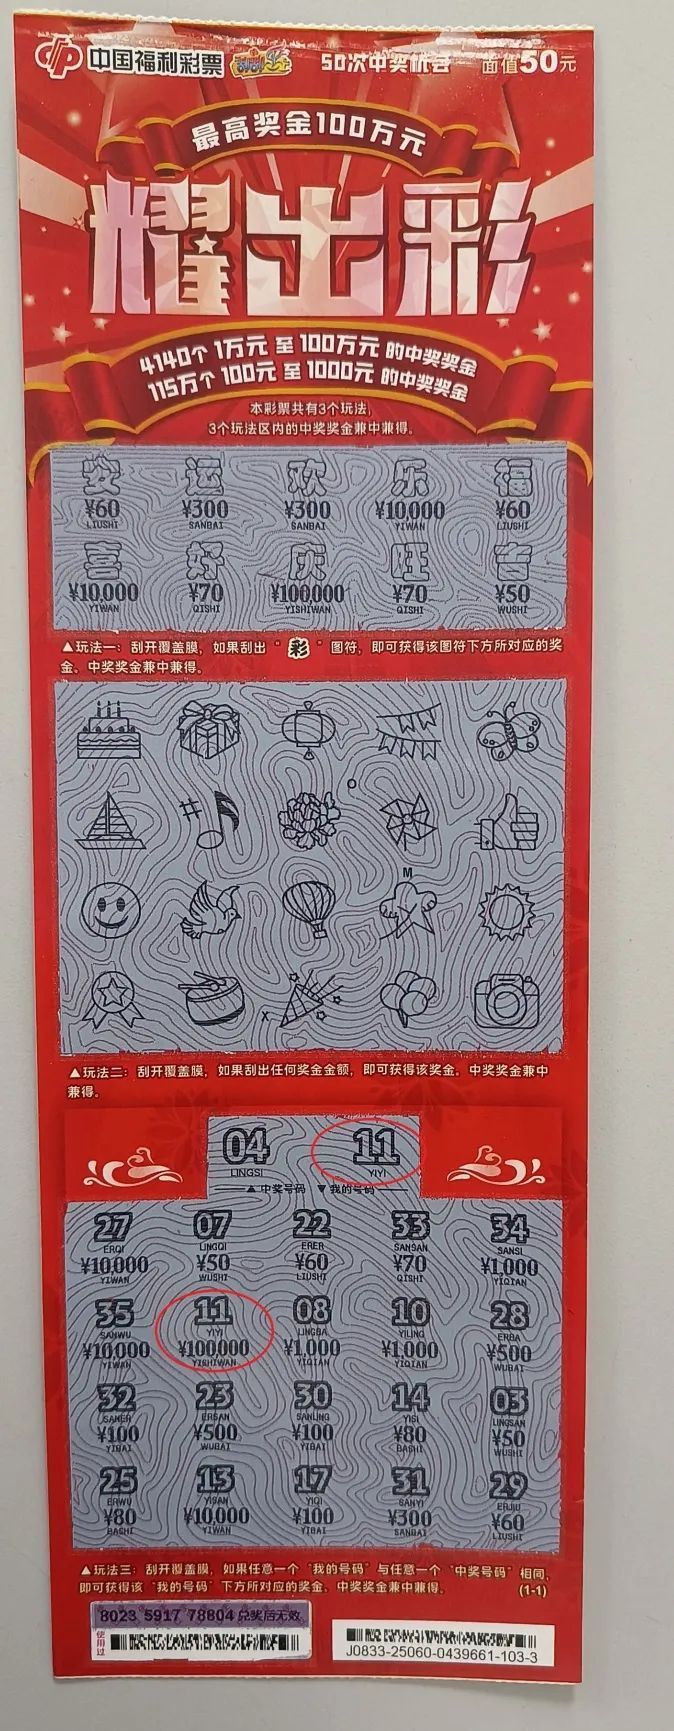 中国福利彩票 刮刮乐 50次中奖机会 面值50元
最高奖金100万元
耀出彩
4140个 1万元 至 100万元 的中奖奖金
115万个 100元 至 1000元 的中奖奖金
本彩票共有3个玩法，
3个玩法区内的中奖奖金兼中兼得。
安 运 欢 乐 福
¥60 ¥300 ¥300 ¥10,000 ¥60
LIUSHI SANBAI SANBAI YIWAN LIUSHI
喜 好 庆 旺 吉
¥10,000 ¥70 ¥100,000 ¥70 ¥50
YIWAN QISHI YISHIWAN QISHI WUSHI
▲玩法一：刮开覆盖膜，如果刮出“彩”图符，即可获得该图符下方所对应的奖
金。中奖奖金兼中兼得。
M
X
▲玩法二：刮开覆盖膜，如果刮出任何奖金金额，即可获得该奖金。中奖奖金兼中
兼得。
04 11
LINGSI YIYI
▲中奖号码 ▼我的号码
27 07 22 33 34
ERQI LINGQI ERER SANSAN SANSI
¥10,000 ¥50 ¥60 ¥70 ¥1,000
YIWAN WUSHI LIUSHI QISHI YIQIAN
35 11 08 10 28
SANWU YIYI LINGBA YILING ERBA
¥10,000 ¥100,000 ¥1,000 ¥1,000 ¥500
YIWAN YISHIWAN YIQIAN YIQIAN WUBAI
32 23 30 14 03
SANER ERSAN SANLING YISI LINGSAN
¥100 ¥500 ¥100 ¥80 ¥50
YIBAI WUBAI YIBAI BASHI WUSHI
25 13 17 31 29
ERWU YISAN YIQI SANYI ERJIU
¥80 ¥10,000 ¥100 ¥300 ¥60
BASHI YIWAN YIBAI SANBAI LIUSHI
▲玩法三：刮开覆盖膜，如果任意一个“我的号码”与任意一个“中奖号码”相同，
即可获得该“我的号码”下方所对应的奖金。中奖奖金兼中兼得。 (1-1)
8023 5917 78804 兑奖后无效
使用过
J0833-25060-0439661-103-3